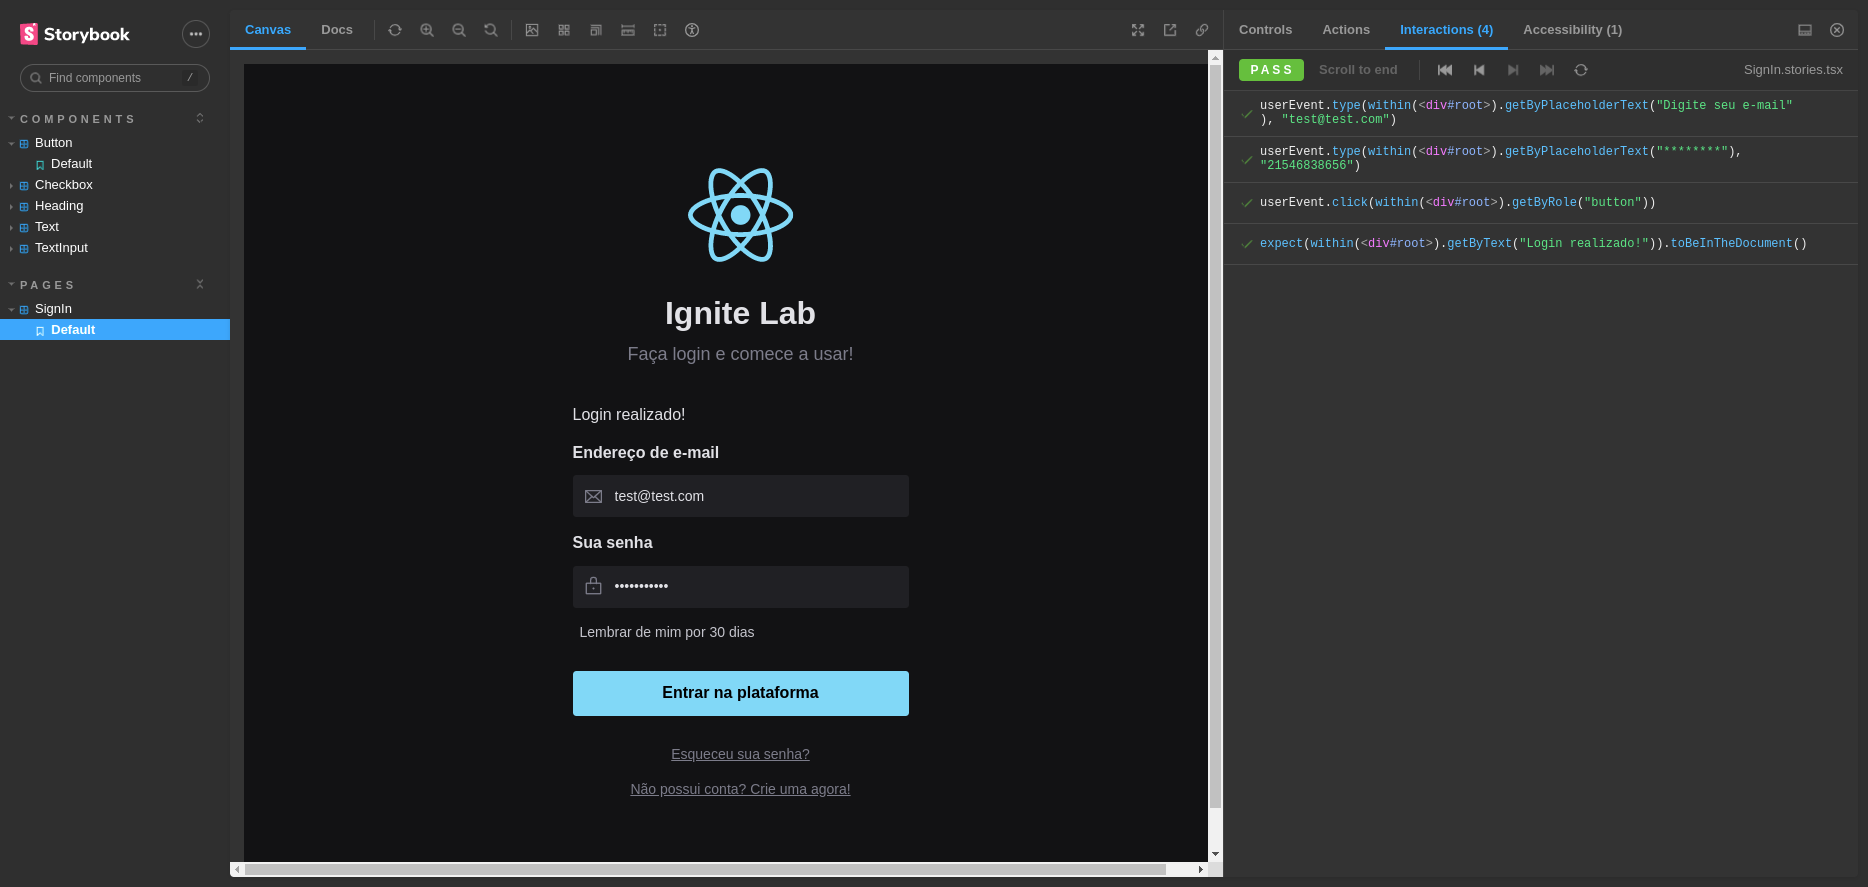 Storybook
Find components
/
COMPONENTS
Button
Default
Checkbox
Heading
Text
TextInput
PAGES
SignIn
Default
Canvas
Docs
Ignite Lab
Faça login e comece a usar!
Login realizado!
Endereço de e-mail
test@test.com
Sua senha
•••••••••••
Lembrar de mim por 30 dias
Entrar na plataforma
Esqueceu sua senha?
Não possui conta? Crie uma agora!
Controls
Actions
Interactions (4)
Accessibility (1)
PASS
Scroll to end
SignIn.stories.tsx
userEvent.type(within(<div#root>).getByPlaceholderText("Digite seu e-mail"
), "test@test.com")
userEvent.type(within(<div#root>).getByPlaceholderText("********"),
"21546838656")
userEvent.click(within(<div#root>).getByRole("button"))
expect(within(<div#root>).getByText("Login realizado!")).toBeInTheDocument()